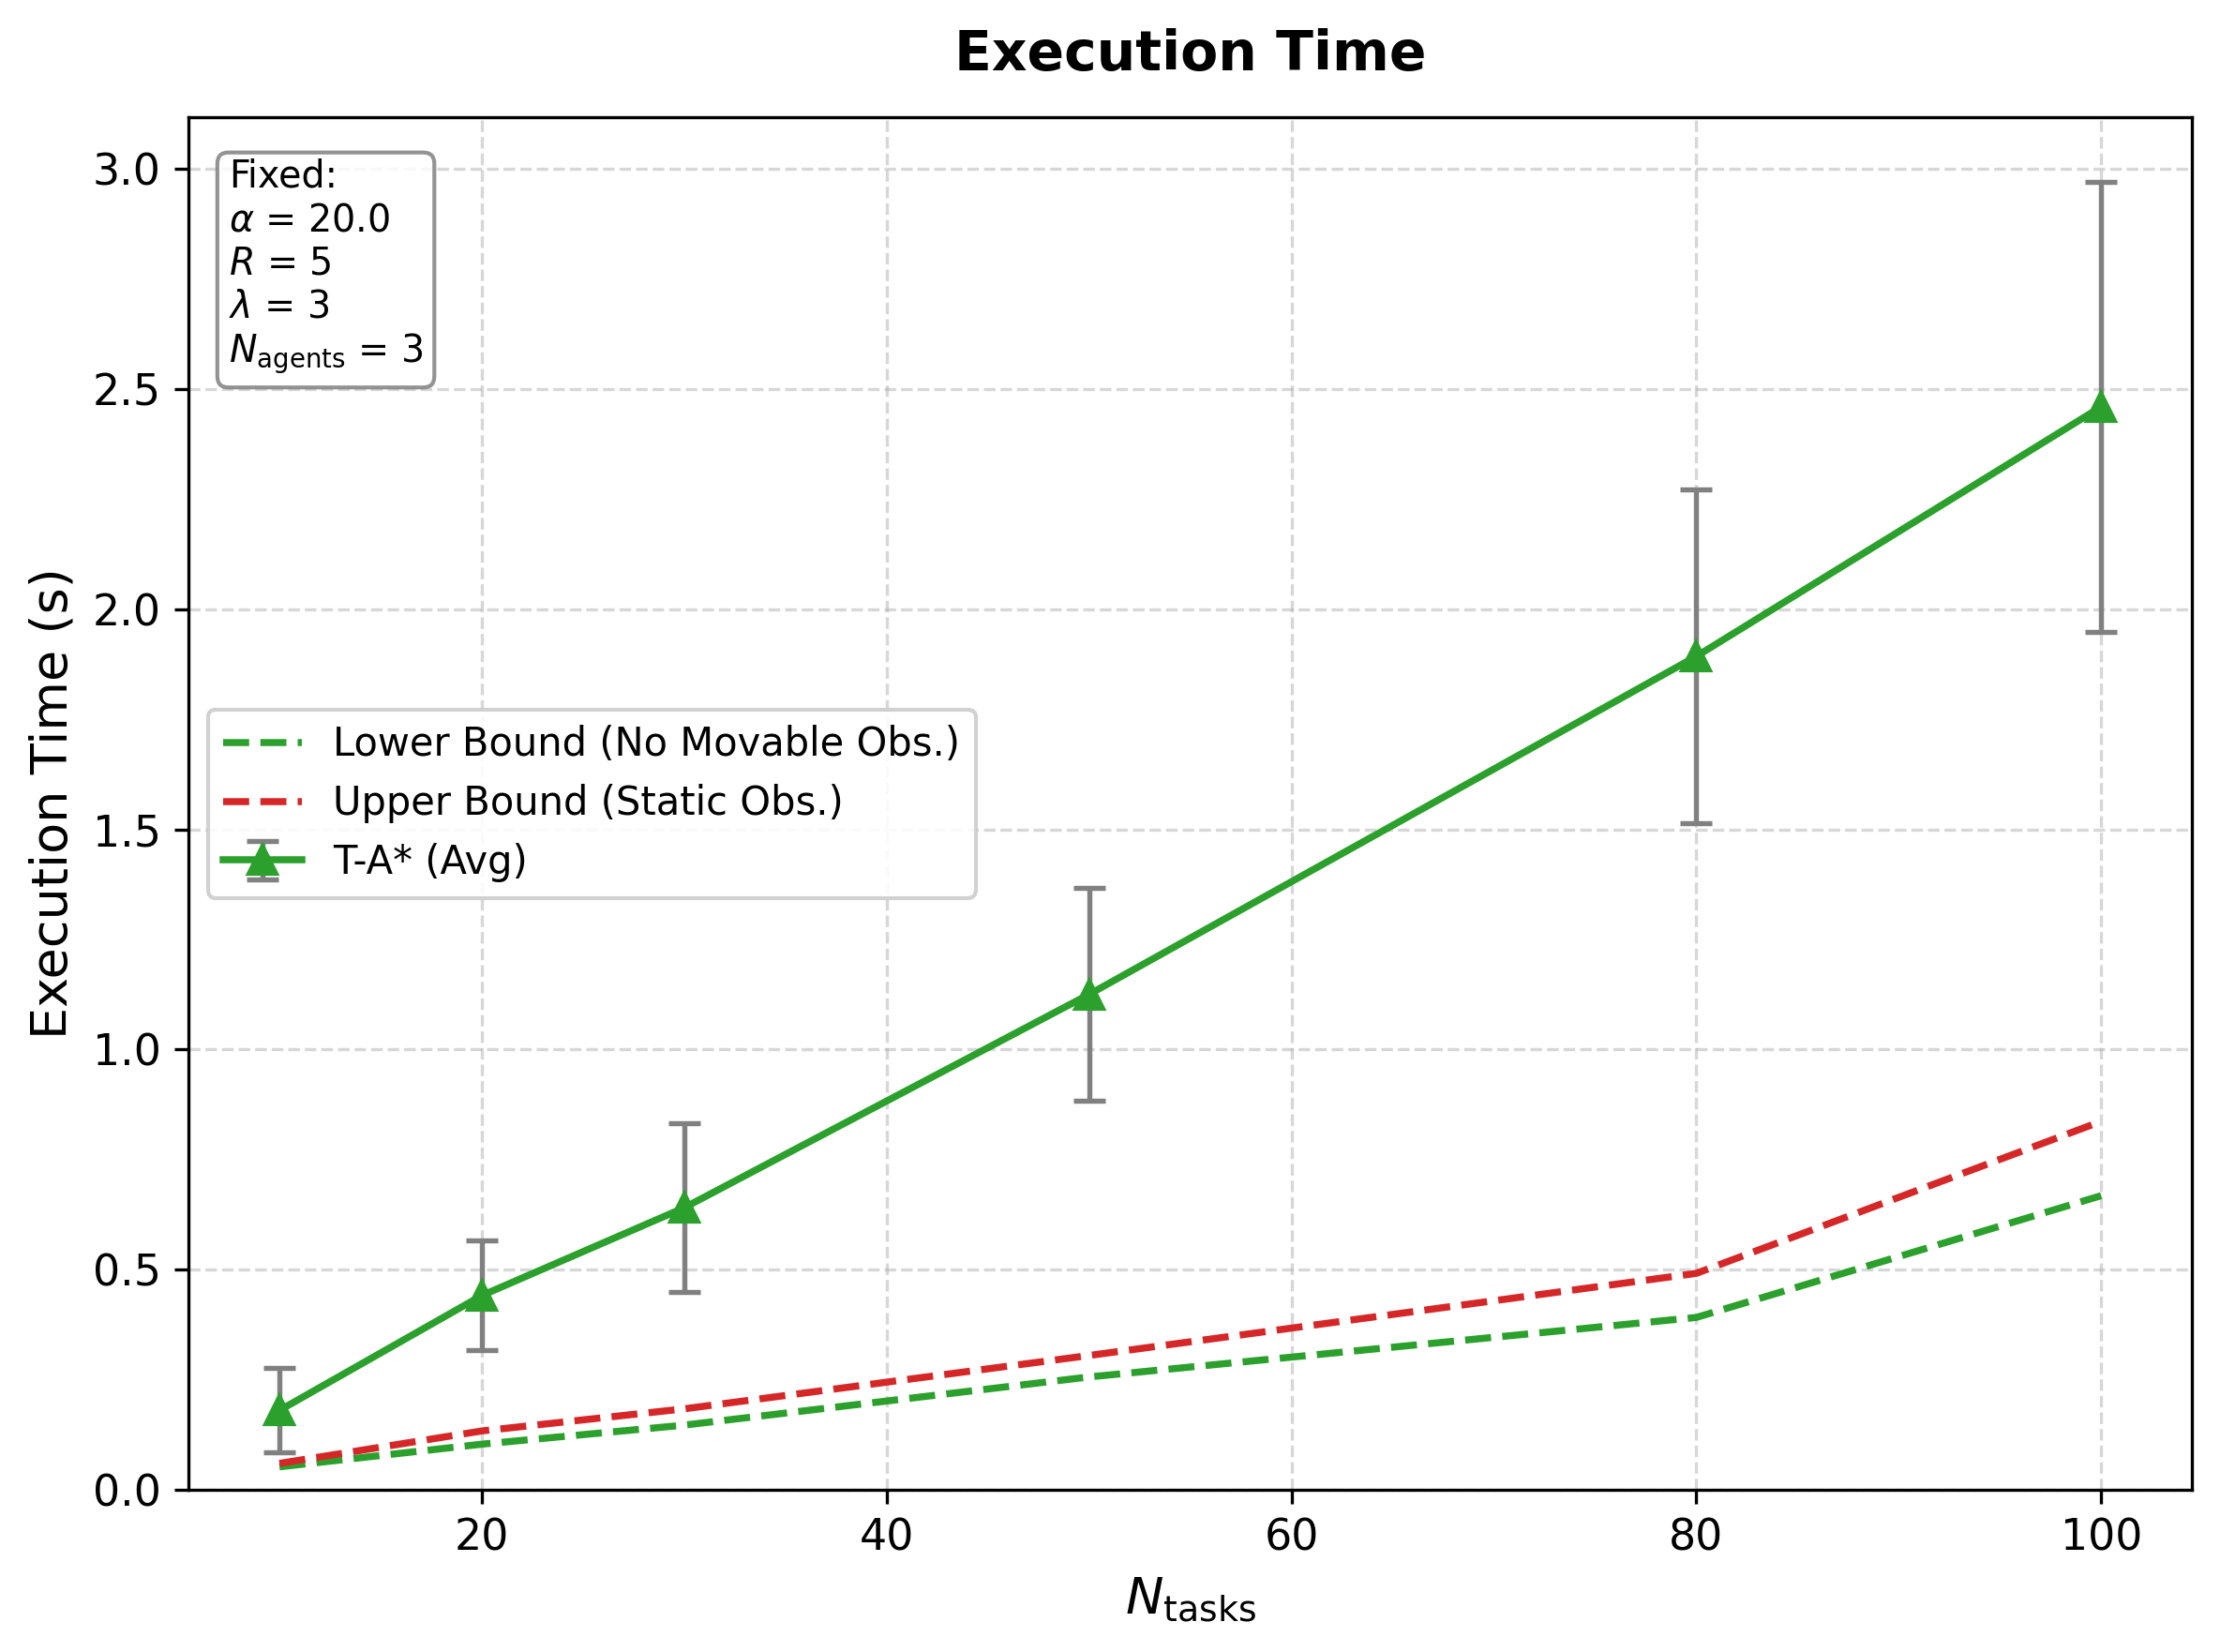 Execution Time
Fixed:
α = 20.0
R = 5
λ = 3
N_agents = 3
Execution Time (s)
3.0
2.5
2.0
1.5
1.0
0.5
0.0
Lower Bound (No Movable Obs.)
Upper Bound (Static Obs.)
T-A* (Avg)
20 40 60 80 100
N_tasks